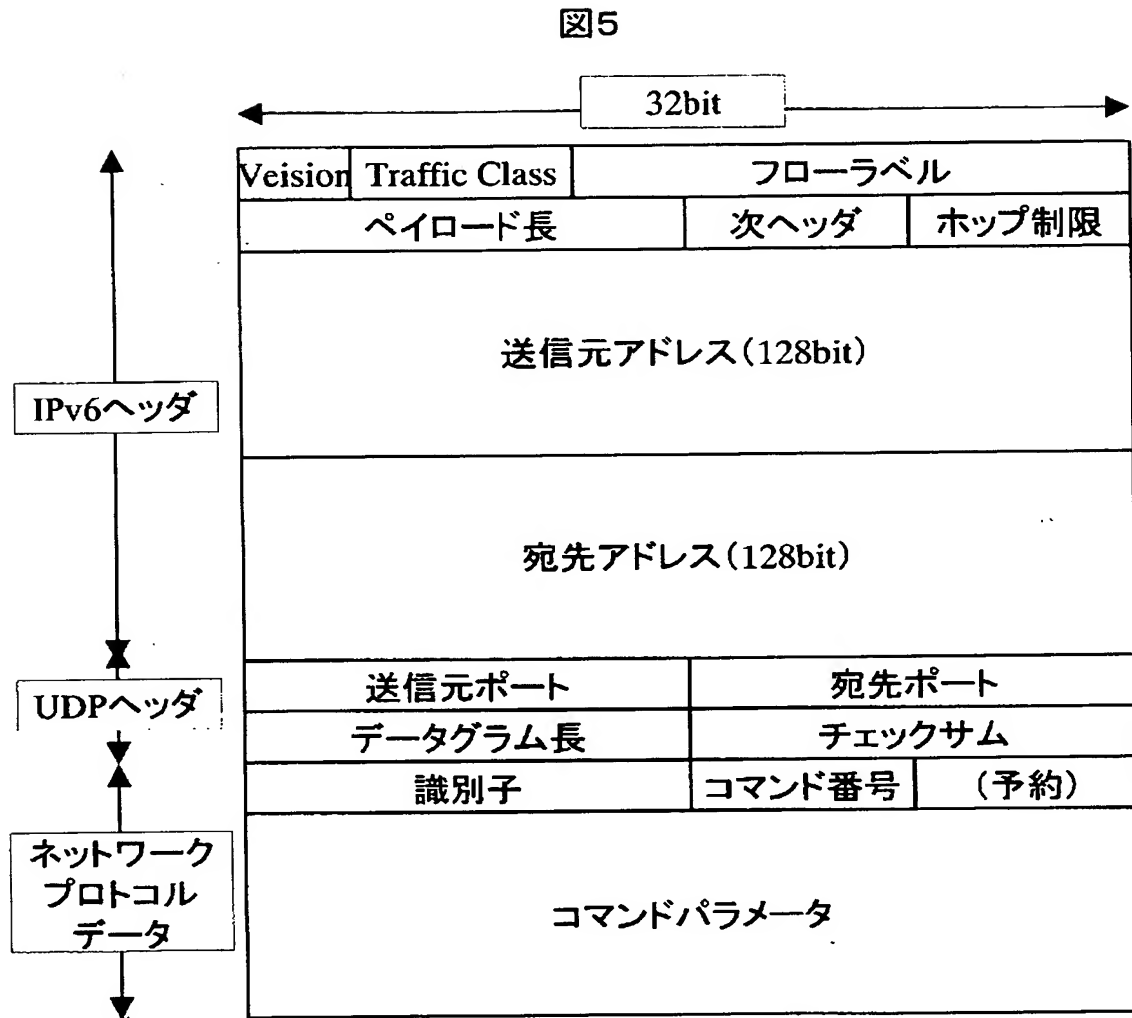 図5
32bit
Veision
Traffic Class
フローラベル
ペイロード長
次ヘッダ
ホップ制限
送信元アドレス(128bit)
IPv6ヘッダ
宛先アドレス(128bit)
送信元ポート
宛先ポート
UDPヘッダ
データグラム長
チェックサム
識別子
コマンド番号
(予約)
ネットワーク
プロトコル
データ
コマンドパラメータ